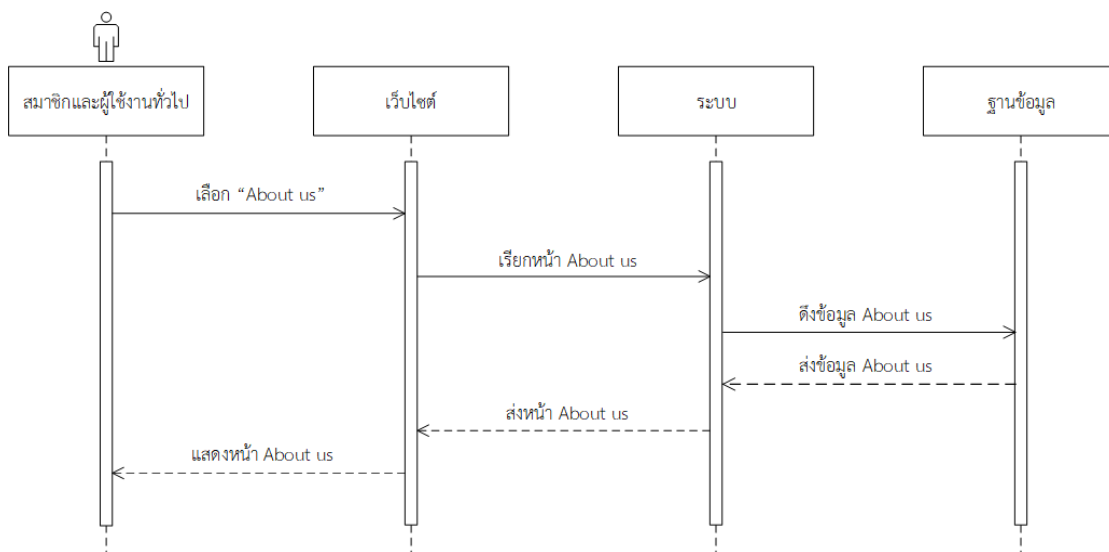 สมาชิกและผู้ใช้งานทั่วไป
เว็บไซต์
ระบบ
ฐานข้อมูล
เลือก “About us”
เรียกหน้า About us
ดึงข้อมูล About us
ส่งข้อมูล About us
ส่งหน้า About us
แสดงหน้า About us